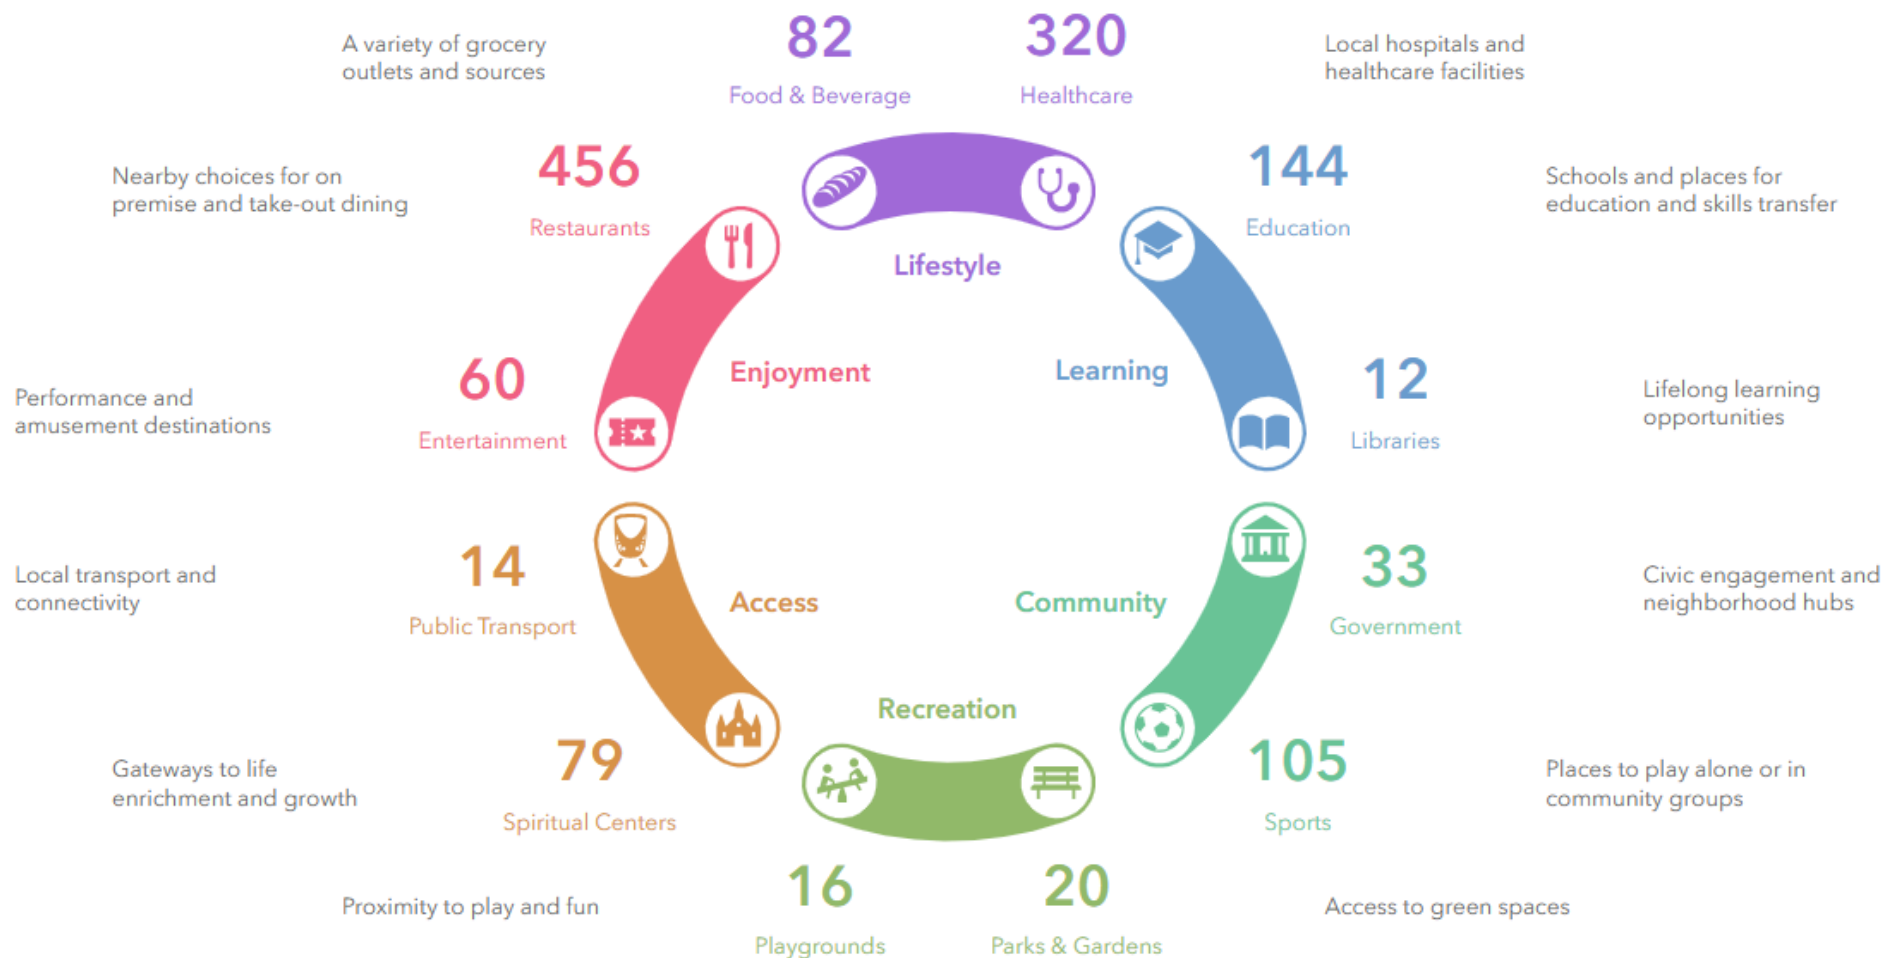 82
Food & Beverage
A variety of grocery
outlets and sources
320
Healthcare
Local hospitals and
healthcare facilities
Lifestyle
456
Restaurants
Nearby choices for on
premise and take-out dining
60
Entertainment
Performance and
amusement destinations
Enjoyment
144
Education
Schools and places for
education and skills transfer
12
Libraries
Lifelong learning
opportunities
Learning
14
Public Transport
Local transport and
connectivity
79
Spiritual Centers
Gateways to life
enrichment and growth
Access
33
Government
Civic engagement and
neighborhood hubs
105
Sports
Places to play alone or in
community groups
Community
Recreation
16
Playgrounds
Proximity to play and fun
20
Parks & Gardens
Access to green spaces